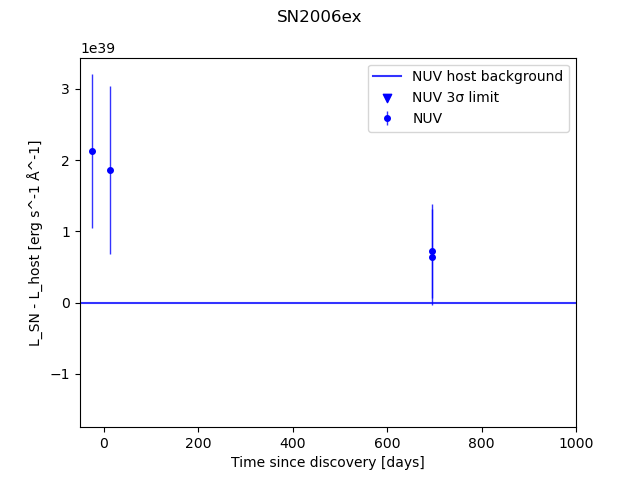 SN2006ex
1e39
NUV host background
NUV 3σ limit
NUV
3
2
1
0
−1
L_SN - L_host [erg s^-1 Å^-1]
0 200 400 600 800 1000
Time since discovery [days]